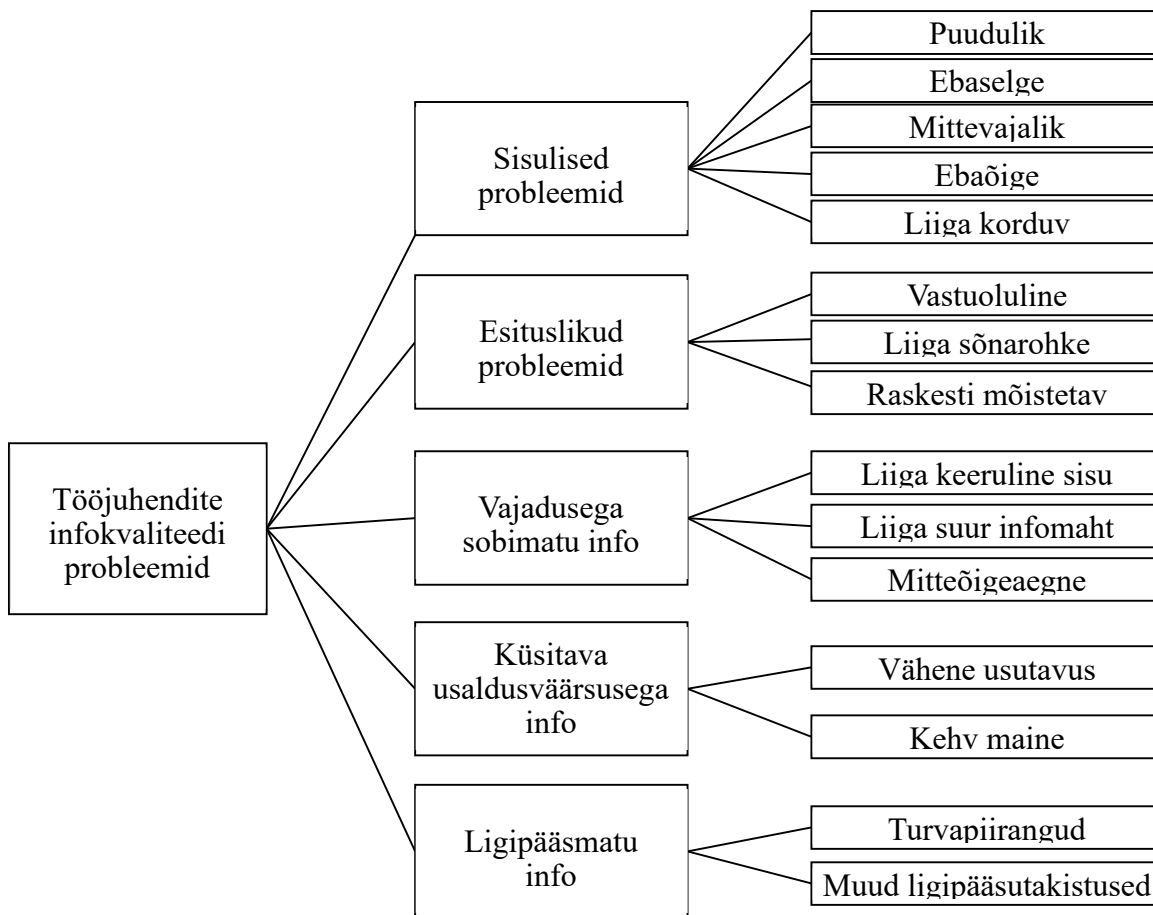 Tööjuhendite
infokvaliteedi
probleemid
Sisulised
probleemid
Puudulik
Ebaselge
Mittevajalik
Ebaõige
Liiga korduv
Esituslikud
probleemid
Vastuoluline
Liiga sõnarohke
Raskesti mõistetav
Vajadusega
sobimatu info
Liiga keeruline sisu
Liiga suur infomaht
Mitteõigeaegne
Küsitava
usaldusväärsusega
info
Vähene usutavus
Kehv maine
Ligipääsmatu
info
Turvapiirangud
Muud ligipääsutakistused